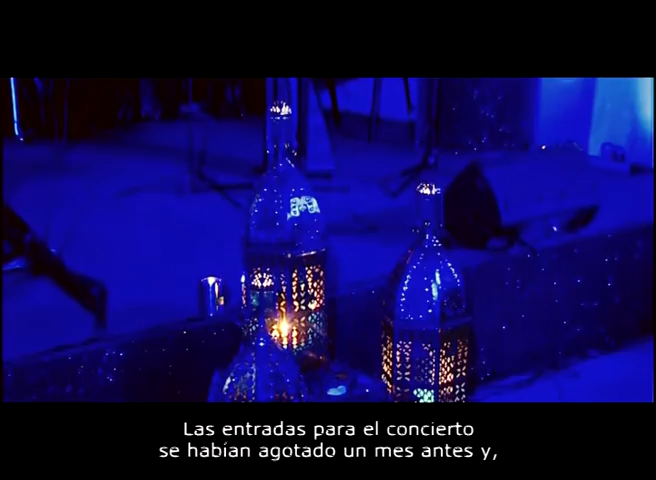 Las entradas para el concierto
se habían agotado un mes antes y,